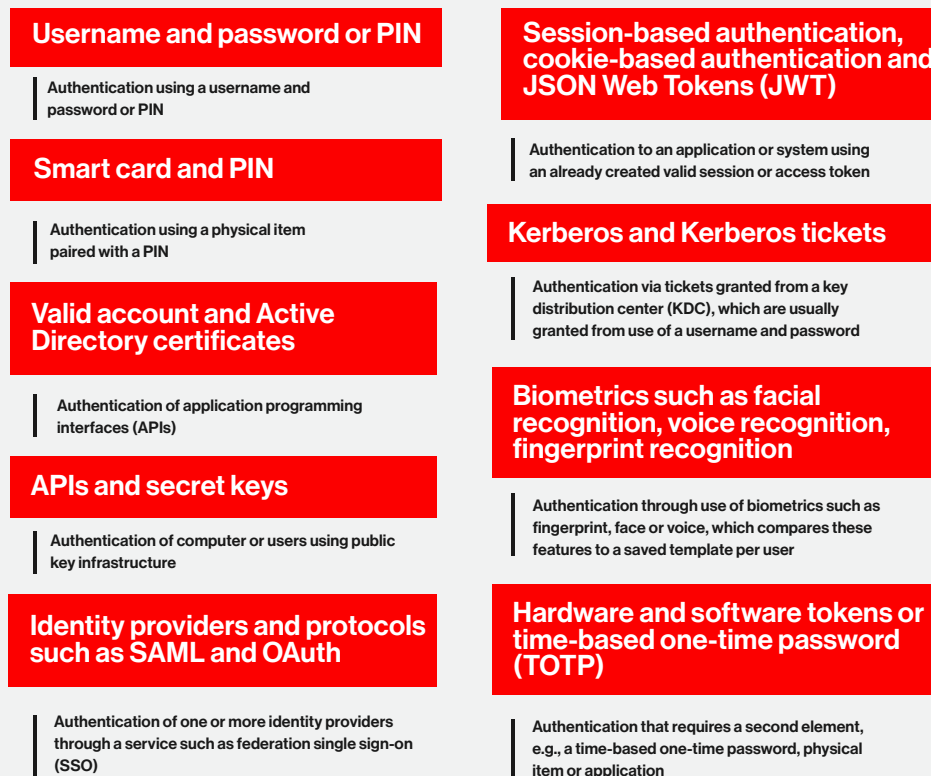 Username and password or PIN
Authentication using a username and
password or PIN
Smart card and PIN
Authentication using a physical item
paired with a PIN
Valid account and Active
Directory certificates
Authentication of application programming
interfaces (APIs)
APIs and secret keys
Authentication of computer or users using public
key infrastructure
Identity providers and protocols
such as SAML and OAuth
Authentication of one or more identity providers
through a service such as federation single sign-on
(SSO)
Session-based authentication,
cookie-based authentication and
JSON Web Tokens (JWT)
Authentication to an application or system using
an already created valid session or access token
Kerberos and Kerberos tickets
Authentication via tickets granted from a key
distribution center (KDC), which are usually
granted from use of a username and password
Biometrics such as facial
recognition, voice recognition,
fingerprint recognition
Authentication through use of biometrics such as
fingerprint, face or voice, which compares these
features to a saved template per user
Hardware and software tokens or
time-based one-time password
(TOTP)
Authentication that requires a second element,
e.g., a time-based one-time password, physical
item or application